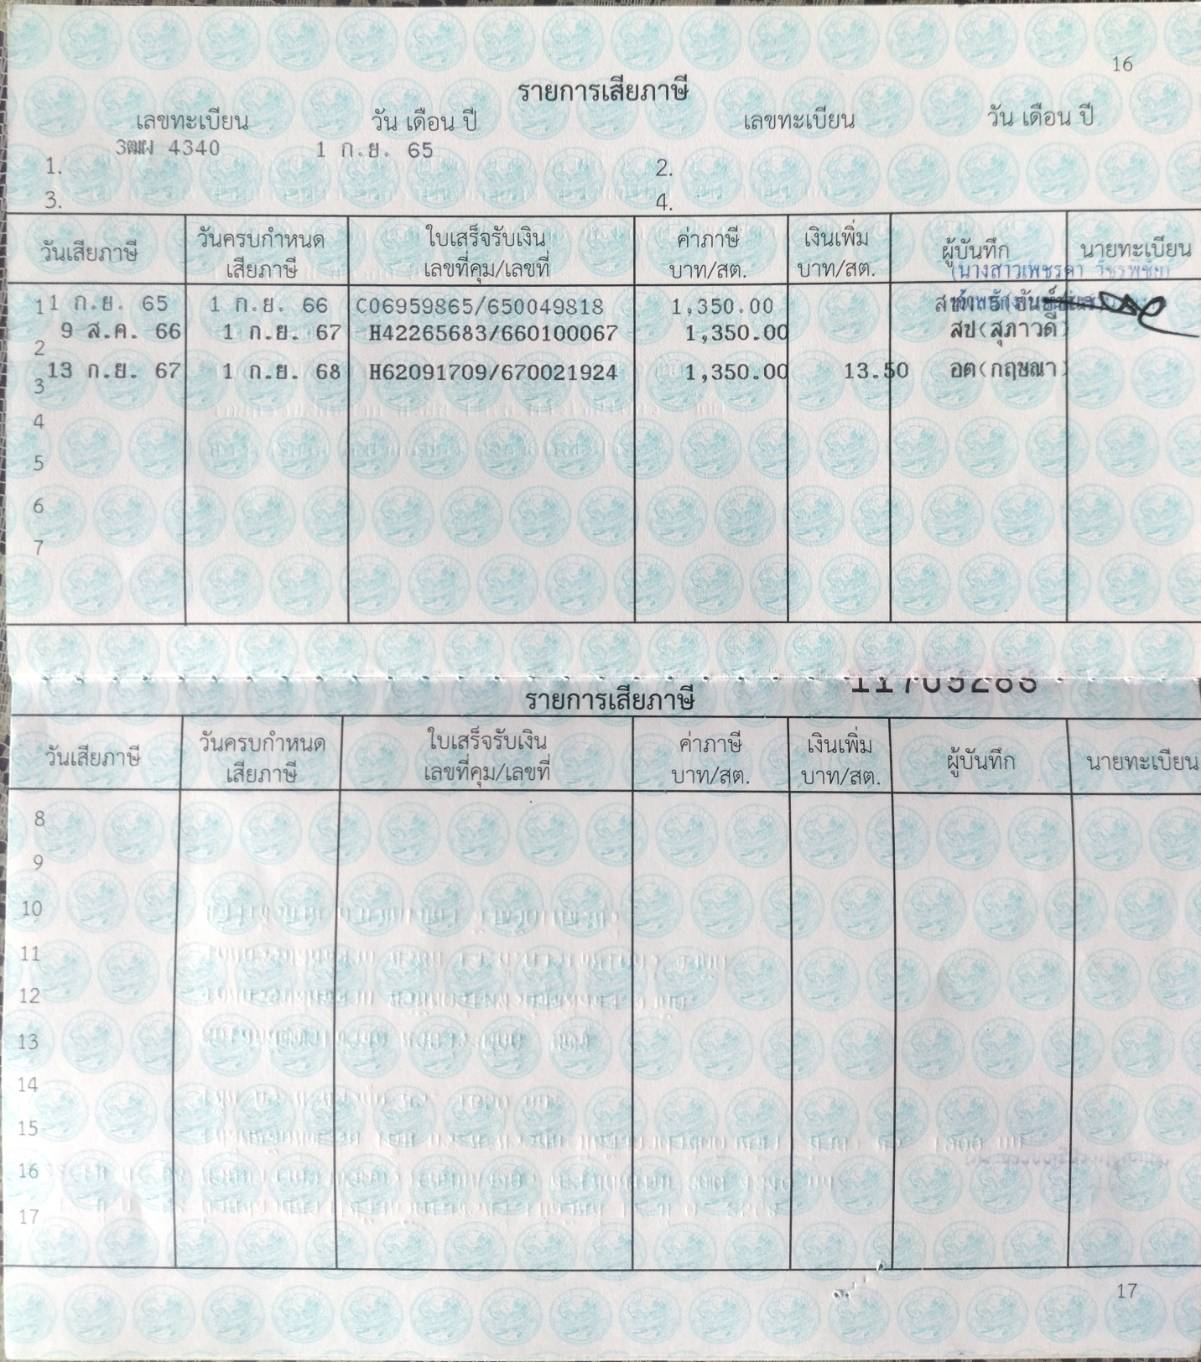 16
รายการเสียภาษี
เลขทะเบียน วัน เดือน ปี เลขทะเบียน วัน เดือน ปี
3ฒผ 4340 1 ก.ย. 65
1. 2.
3. 4.
วันเสียภาษี วันครบกำหนดเสียภาษี ใบเสร็จรับเงิน เลขที่คุม/เลขที่ ค่าภาษี บาท/สต. เงินเพิ่ม บาท/สต. ผู้บันทึก นายทะเบียน
1 1 ก.ย. 65 1 ก.ย. 66 C06959865/650049818 1,350.00
2 9 ส.ค. 66 1 ก.ย. 67 H42265683/660100067 1,350.00 สป(สุภาวดี)
3 13 ก.ย. 67 1 ก.ย. 68 H62091709/670021924 1,350.00 13.50 อต(กฤษณา)
4
5
6
7
รายการเสียภาษี
วันเสียภาษี วันครบกำหนดเสียภาษี ใบเสร็จรับเงิน เลขที่คุม/เลขที่ ค่าภาษี บาท/สต. เงินเพิ่ม บาท/สต. ผู้บันทึก นายทะเบียน
8
9
10
11
12
13
14
15
16
17
17